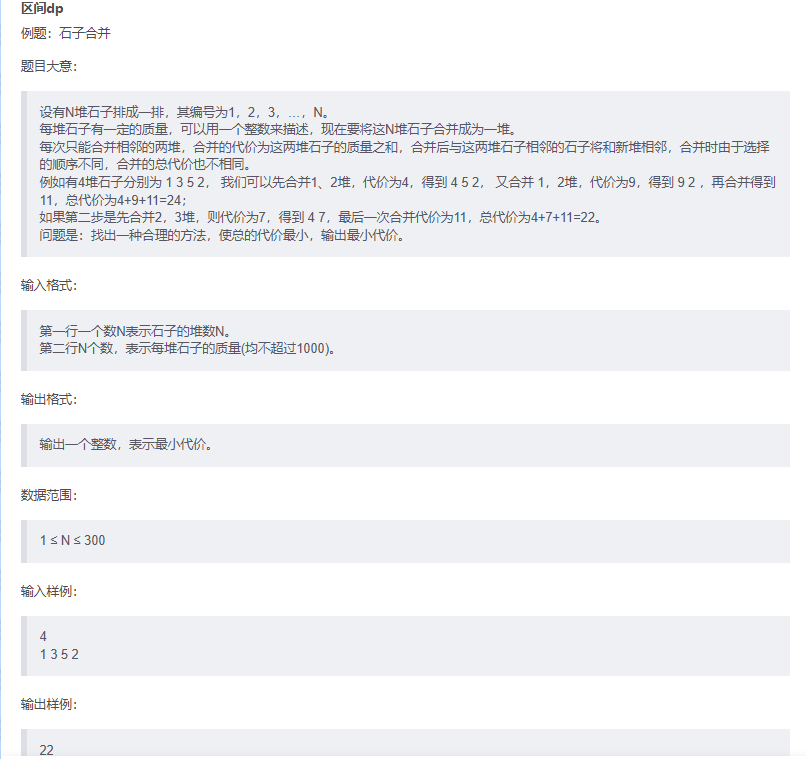 区间dp
例题：石子合并
题目大意：
设有N堆石子排成一排，其编号为1，2，3，…，N。
每堆石子有一定的质量，可以用一个整数来描述，现在要将这N堆石子合并成为一堆。
每次只能合并相邻的两堆，合并的代价为这两堆石子的质量之和，合并后与这两堆石子相邻的石子将和新堆相邻，合并时由于选择
的顺序不同，合并的总代价也不相同。
例如有4堆石子分别为 1 3 5 2， 我们可以先合并1、2堆，代价为4，得到 4 5 2， 又合并 1，2堆，代价为9，得到 9 2 ，再合并得到
11，总代价为4+9+11=24；
如果第二步是先合并2，3堆，则代价为7，得到 4 7，最后一次合并代价为11，总代价为4+7+11=22。
问题是：找出一种合理的方法，使总的代价最小，输出最小代价。
输入格式：
第一行一个数N表示石子的堆数N。
第二行N个数，表示每堆石子的质量(均不超过1000)。
输出格式：
输出一个整数，表示最小代价。
数据范围：
1 ≤ N ≤ 300
输入样例：
4
1 3 5 2
输出样例：
22